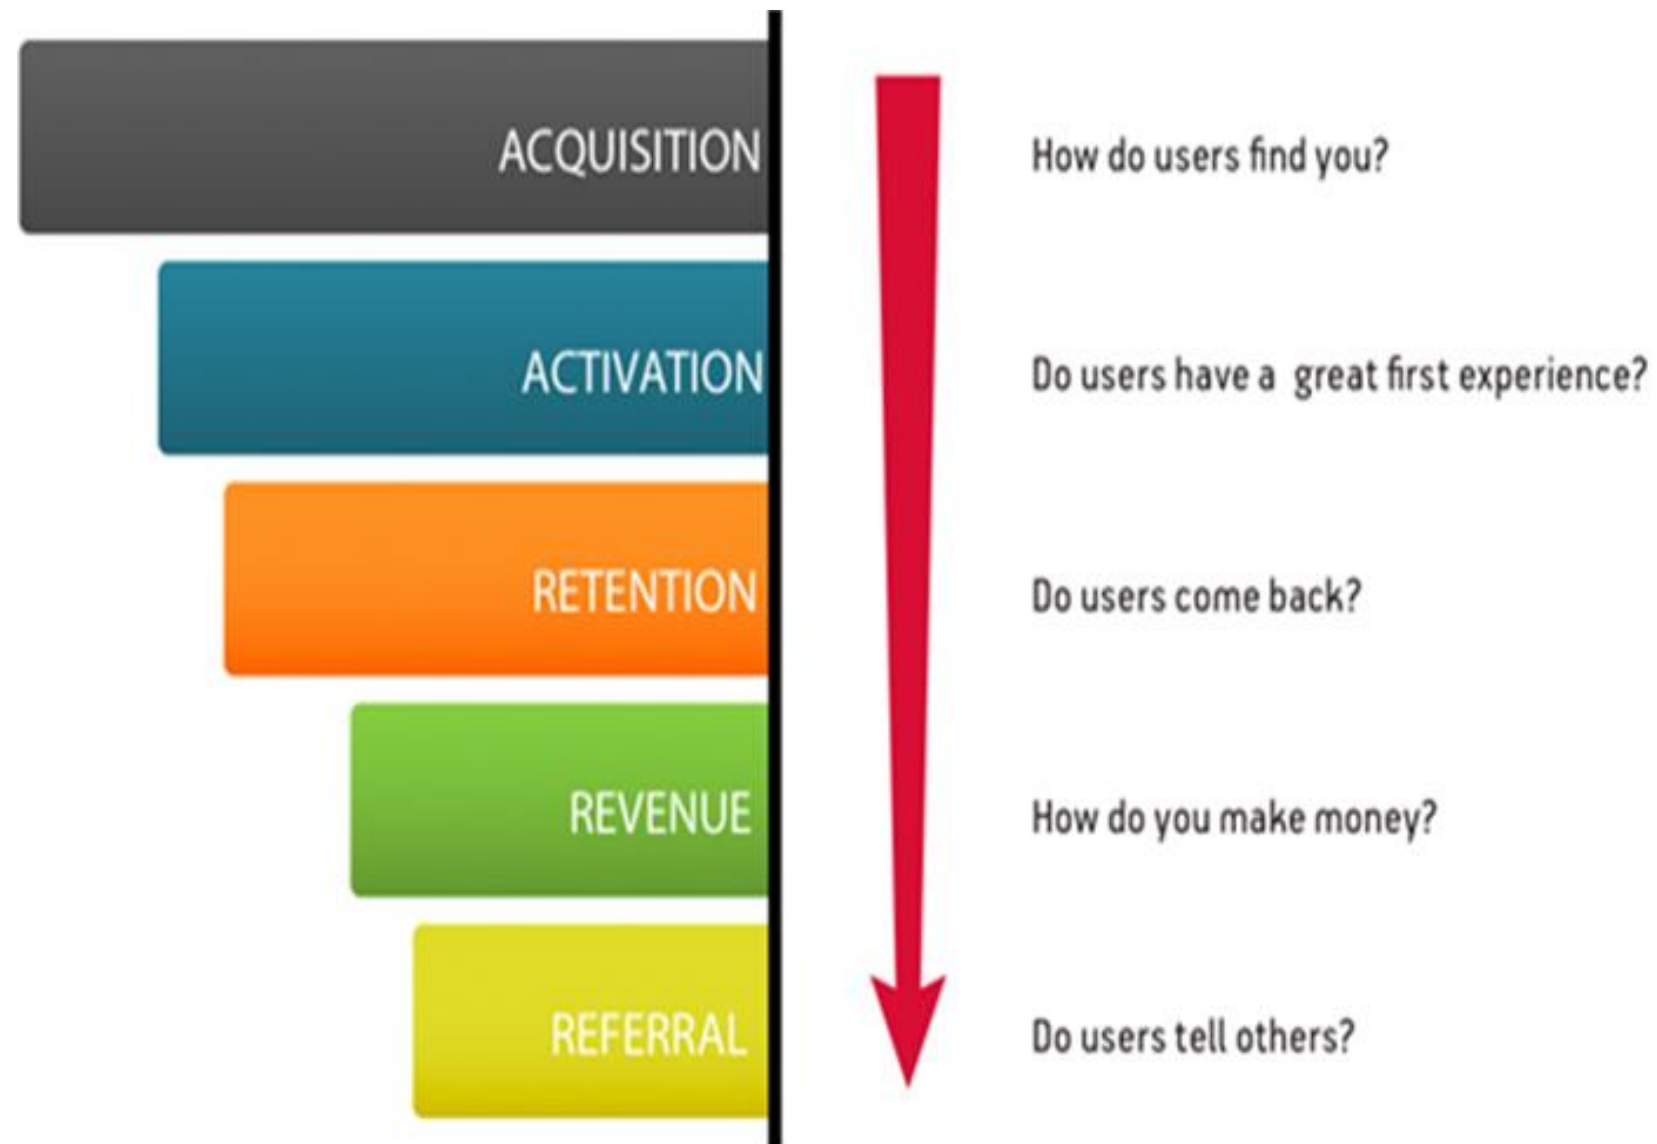 ACQUISITION
How do users find you?
ACTIVATION
Do users have a great first experience?
RETENTION
Do users come back?
REVENUE
How do you make money?
REFERRAL
Do users tell others?